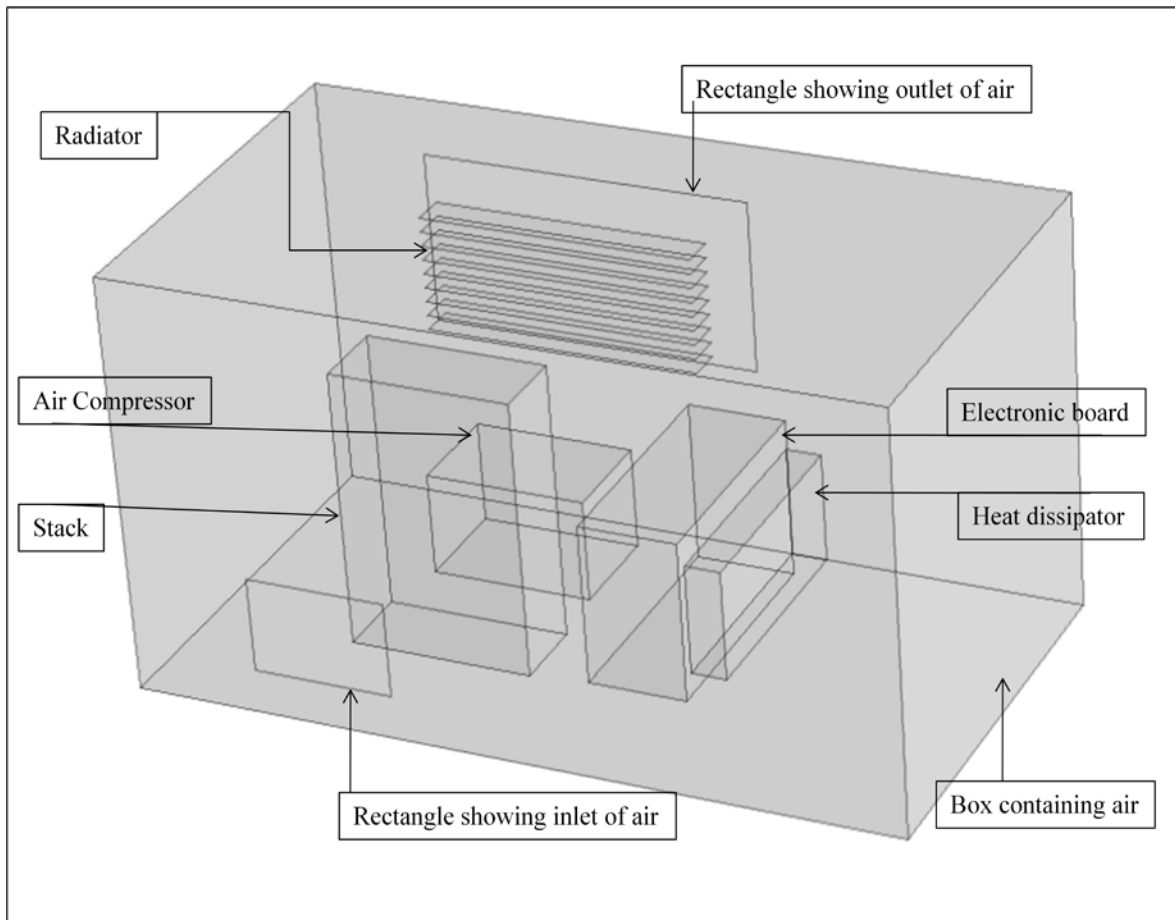 Rectangle showing outlet of air
Radiator
Air Compressor
Electronic board
Stack
Heat dissipator
Rectangle showing inlet of air
Box containing air